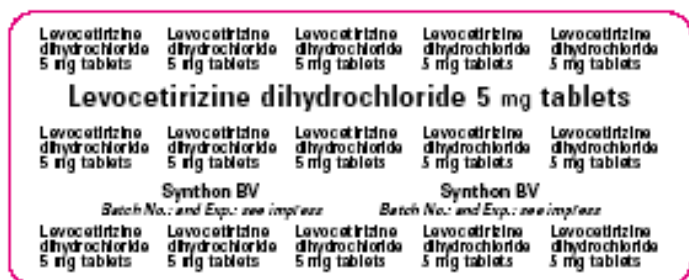 Levocetirizine Levocetirizine Levocetirizine Levocetirizine Levocetirizine
dihydrochloride dihydrochloride dihydrochloride dihydrochloride dihydrochloride
5 mg tablets 5 mg tablets 5 mg tablets 5 mg tablets 5 mg tablets
Levocetirizine dihydrochloride 5 mg tablets
Levocetirizine Levocetirizine Levocetirizine Levocetirizine Levocetirizine
dihydrochloride dihydrochloride dihydrochloride dihydrochloride dihydrochloride
5 mg tablets 5 mg tablets 5 mg tablets 5 mg tablets 5 mg tablets
Synthon BV Synthon BV
Batch No.: and Exp.: see impress Batch No.: and Exp.: see impress
Levocetirizine Levocetirizine Levocetirizine Levocetirizine Levocetirizine
dihydrochloride dihydrochloride dihydrochloride dihydrochloride dihydrochloride
5 mg tablets 5 mg tablets 5 mg tablets 5 mg tablets 5 mg tablets